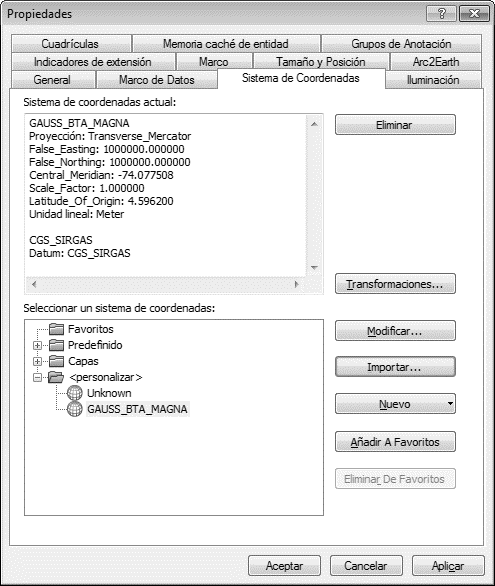 Propiedades
Cuadrículas
Memoria caché de entidad
Grupos de Anotación
Indicadores de extensión
Marco
Tamaño y Posición
Arc2Earth
General
Marco de Datos
Sistema de Coordenadas
Iluminación
Sistema de coordenadas actual:
GAUSS_BTA_MAGNA
Proyección: Transverse_Mercator
False_Easting: 1000000.000000
False_Northing: 1000000.000000
Central_Meridian: -74.077508
Scale_Factor: 1.000000
Latitude_Of_Origin: 4.596200
Unidad lineal: Meter
CGS_SIRGAS
Datum: CGS_SIRGAS
Eliminar
Transformaciones...
Seleccionar un sistema de coordenadas:
Favoritos
Predefinido
Capas
<personalizar>
Unknown
GAUSS_BTA_MAGNA
Modificar...
Importar...
Nuevo
Añadir A Favoritos
Eliminar De Favoritos
Aceptar
Cancelar
Aplicar